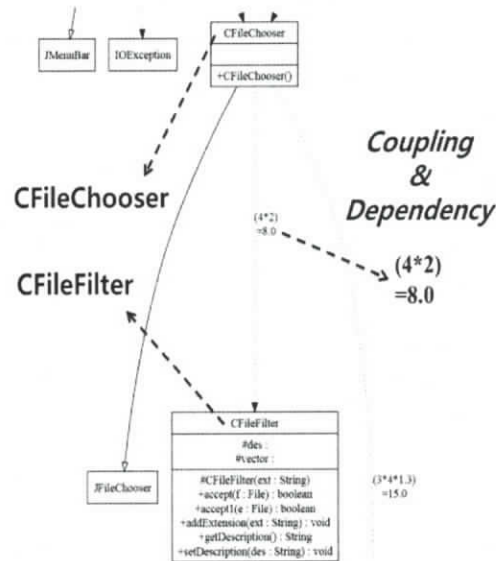 CFileChooser
JMenuBar
IOException
+CFileChooser()
Coupling
&
Dependency
CFileChooser
(4*2)
=8.0
(4*2)
=8.0
CFileFilter
CFileFilter
#des :
#vector :
#CFileFilter(ext : String)
+accept(f : File) : boolean
+accept1(e : File) : boolean
+addExtension(ext : String) : void
+getDescription() : String
+setDescription(des : String) : void
JFileChooser
(3*4*1.3)
=15.0